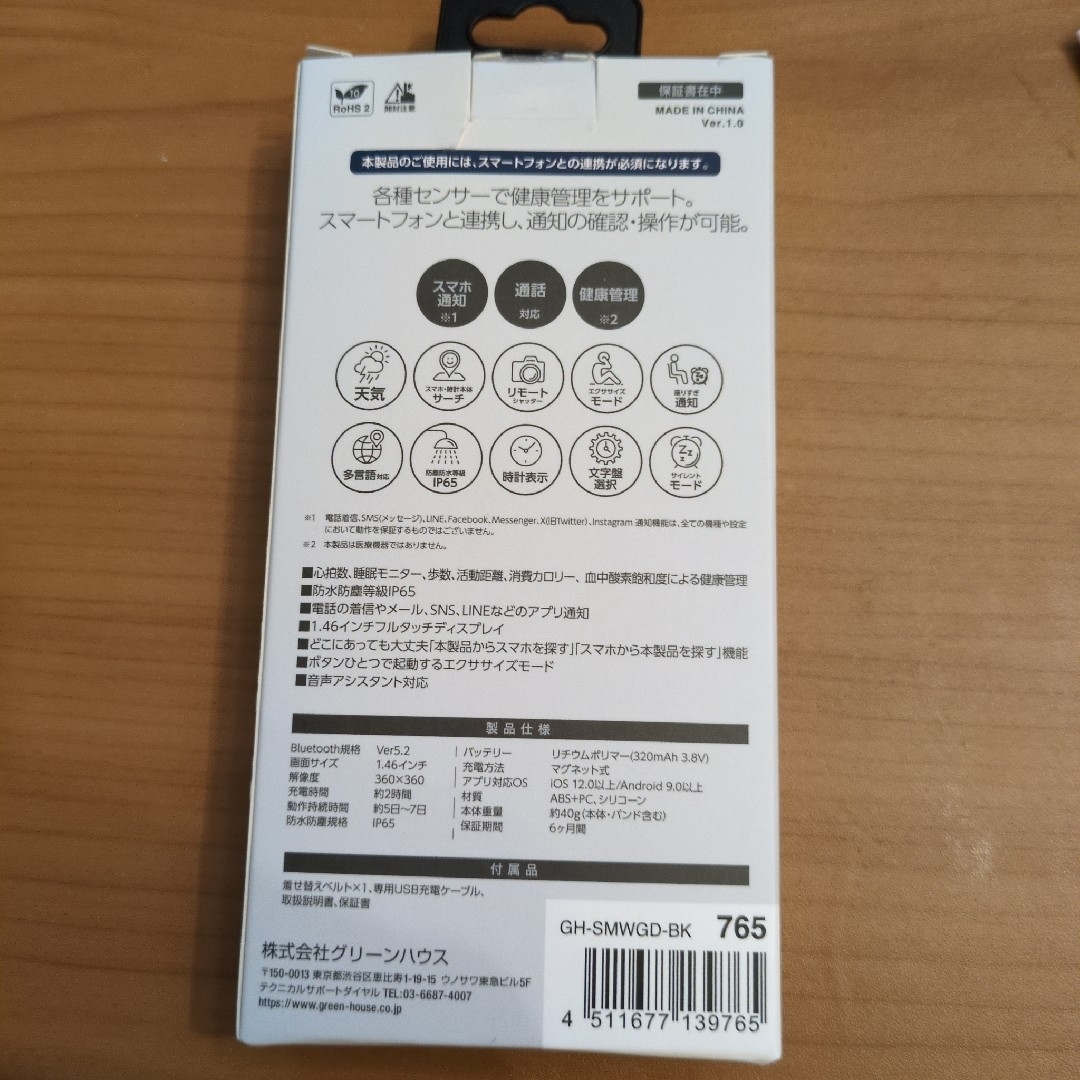 10
RoHS 2
開封注意
保証書在中
MADE IN CHINA
Ver.1.0
本製品のご使用には、スマートフォンとの連携が必須になります。
各種センサーで健康管理をサポート。
スマートフォンと連携し、通知の確認・操作が可能。
スマホ
通知
※1
通話
対応
健康管理
※2
天気
スマホ・時計本体
サーチ
リモート
シャッター
エクササイズ
モード
座りすぎ
通知
多言語対応
防塵防水等級
IP65
時計表示
文字盤
選択
サイレント
モード
※1 電話着信、SMS(メッセージ)、LINE、Facebook、Messenger、X(旧Twitter)、Instagram 通知機能は、全ての機種や設定
において動作を保証するものではございません。
※2 本製品は医療機器ではありません。
■心拍数、睡眠モニター、歩数、活動距離、消費カロリー、血中酸素飽和度による健康管理
■防水防塵等級IP65
■電話の着信やメール、SNS、LINEなどのアプリ通知
■1.46インチフルタッチディスプレイ
■どこにあっても大丈夫「本製品からスマホを探す」「スマホから本製品を探す」機能
■ボタンひとつで起動するエクササイズモード
■音声アシスタント対応
製品仕様
Bluetooth規格 Ver5.2
画面サイズ 1.46インチ
解像度 360×360
充電時間 約2時間
動作持続時間 約5日〜7日
防水防塵規格 IP65
バッテリー リチウムポリマー(320mAh 3.8V)
充電方法 マグネット式
アプリ対応OS iOS 12.0以上/Android 9.0以上
材質 ABS+PC、シリコーン
本体重量 約40g(本体・バンド含む)
保証期間 6ヶ月間
付属品
着せ替えベルト×1、専用USB充電ケーブル、
取扱説明書、保証書
株式会社グリーンハウス
〒150-0013 東京都渋谷区恵比寿1-19-15 ウノサワ東急ビル5F
テクニカルサポートダイヤル TEL:03-6687-4007
https://www.green-house.co.jp
GH-SMWGD-BK 765
4 511677 139765